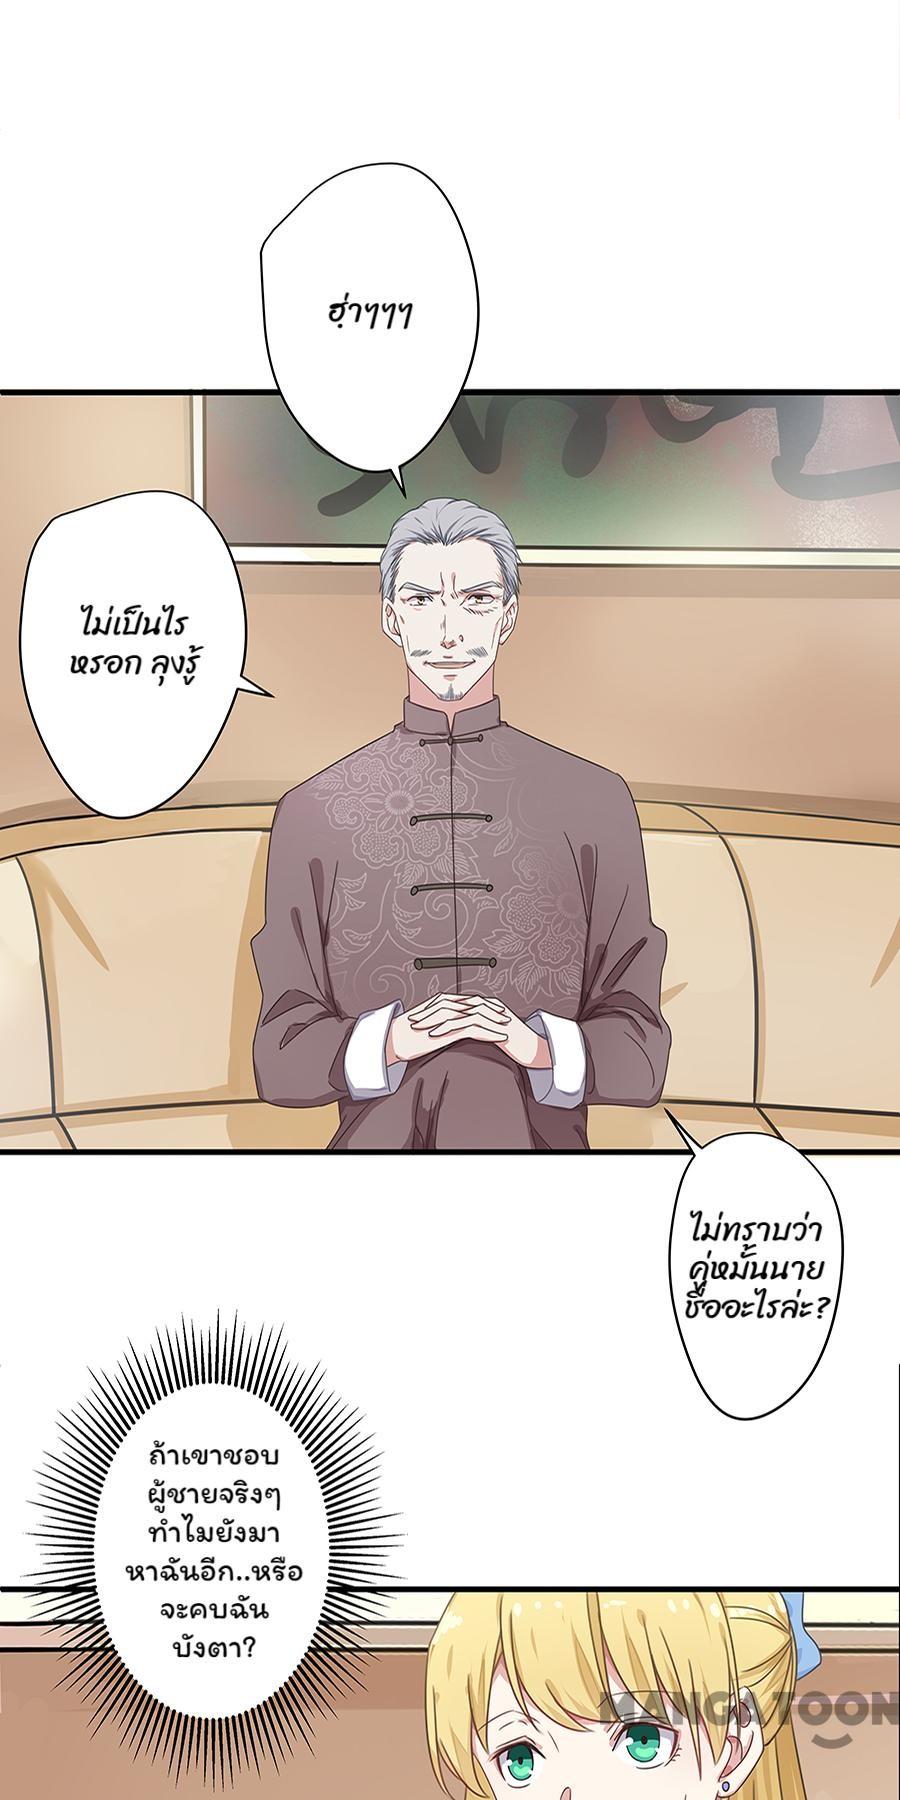 ฮ่าๆๆๆ
ไม่เป็นไร
หรอก ลุงรู้
ไม่ทราบว่า
คู่หมั้นนาย
ชื่ออะไรล่ะ?
ถ้าเขาชอบ
ผู้ชายจริงๆ
ทำไมยังมา
หาฉันอีก..หรือ
จะคบฉัน
บังตา?
MANGATOON